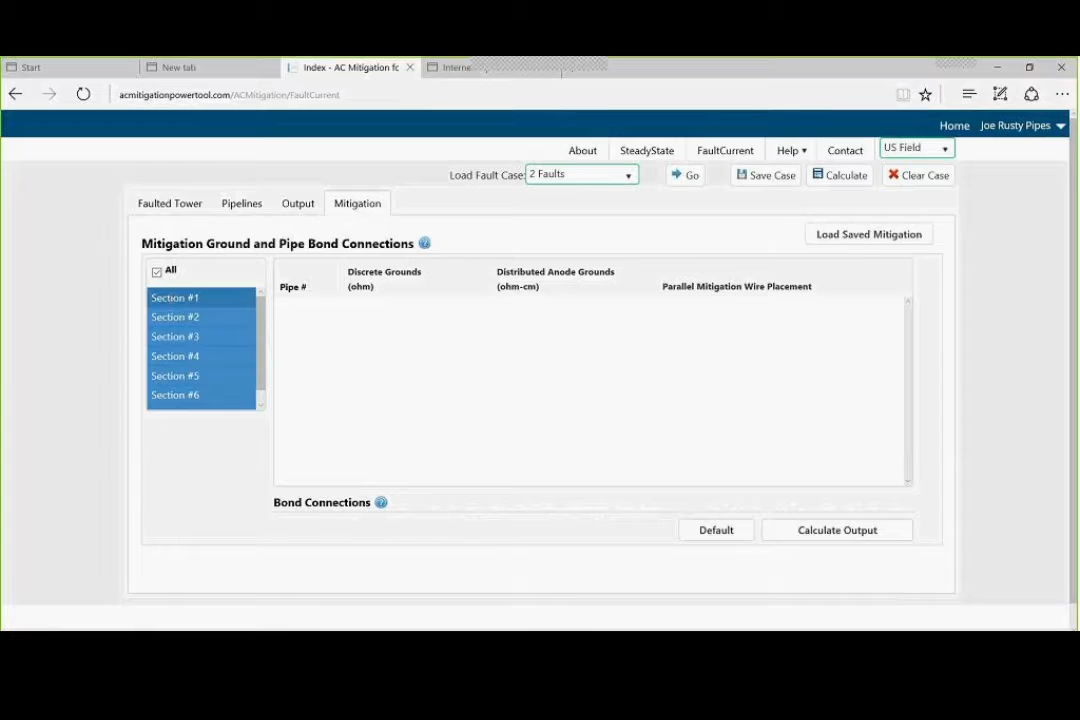 Start
New tab
Index - AC Mitigation fc
Interne
acmitigationpowertool.com/ACMitigation/FaultCurrent
Home Joe Rusty Pipes
About SteadyState FaultCurrent Help Contact US Field
Load Fault Case: 2 Faults Go Save Case Calculate Clear Case
Faulted Tower Pipelines Output Mitigation
Load Saved Mitigation
Mitigation Ground and Pipe Bond Connections
All
Section #1
Section #2
Section #3
Section #4
Section #5
Section #6
Pipe #
Discrete Grounds
(ohm)
Distributed Anode Grounds
(ohm-cm)
Parallel Mitigation Wire Placement
Bond Connections
Default Calculate Output